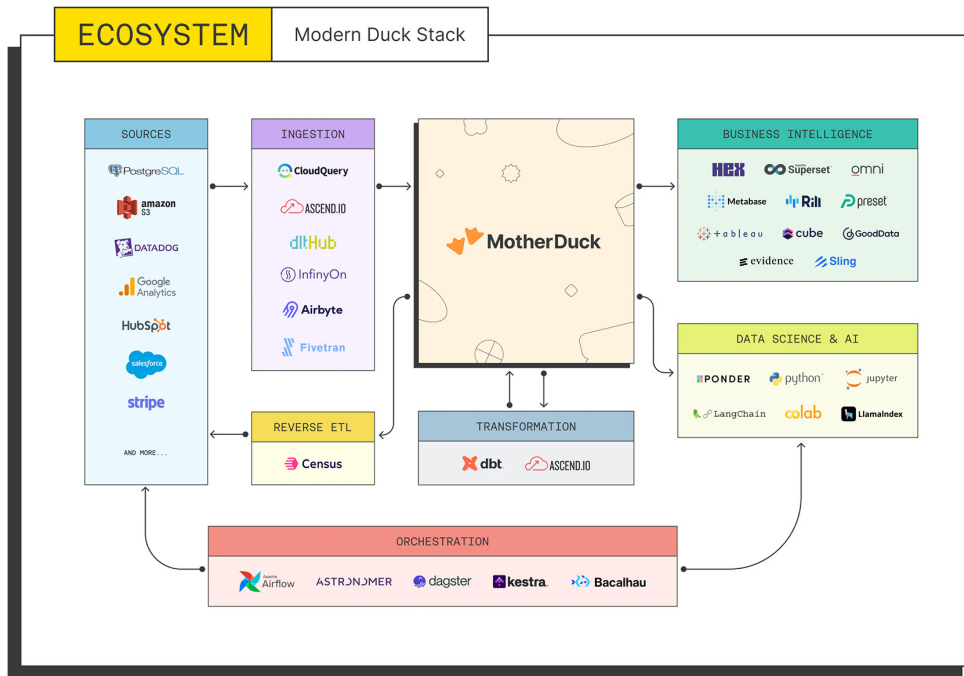 ECOSYSTEM
Modern Duck Stack
SOURCES
PostgreSQL
amazon
S3
DATADOG
Google
Analytics
HubSpot
salesforce
stripe
AND MORE...
INGESTION
CloudQuery
ASCEND.IO
dltHub
InfinyOn
Airbyte
Fivetran
REVERSE ETL
Census
MotherDuck
TRANSFORMATION
dbt
ASCEND.IO
BUSINESS INTELLIGENCE
HEX
Apache
Superset
omni
Metabase
Rill
preset
+ableau
cube
GoodData
evidence
Sling
DATA SCIENCE & AI
PONDER
python
Jupyter
LangChain
colab
LlamaIndex
ORCHESTRATION
Apache
Airflow
ASTRONOMER
dagster
kestra.
Bacalhau